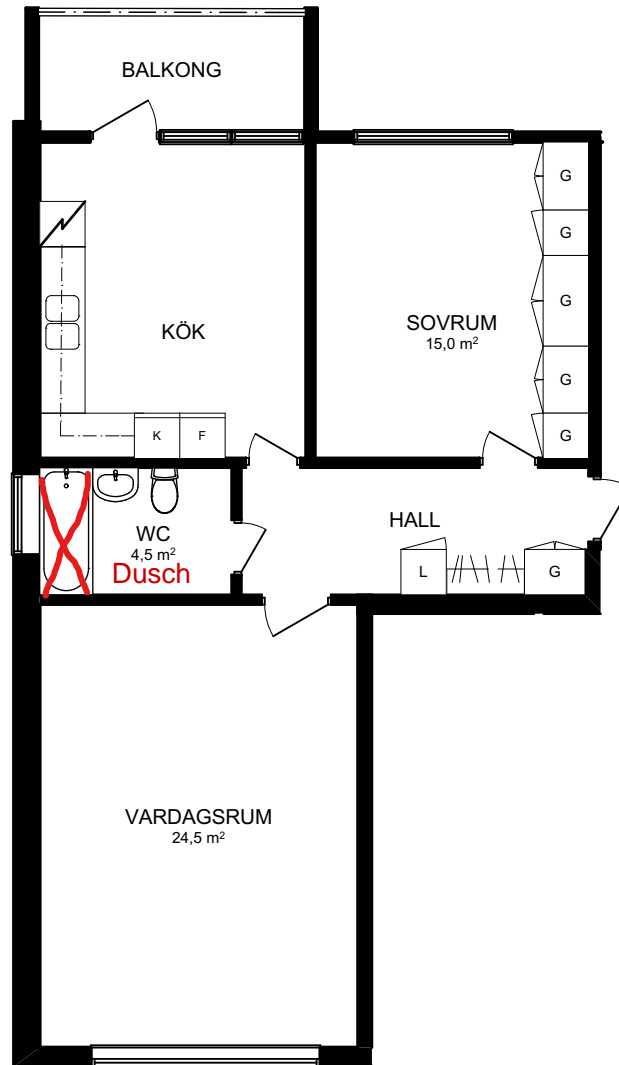 BALKONG
G
G
SOVRUM
15,0 m²
G
KÖK
G
K F
G
HALL
WC
4,5 m²
Dusch
L
G
VARDAGSRUM
24,5 m²